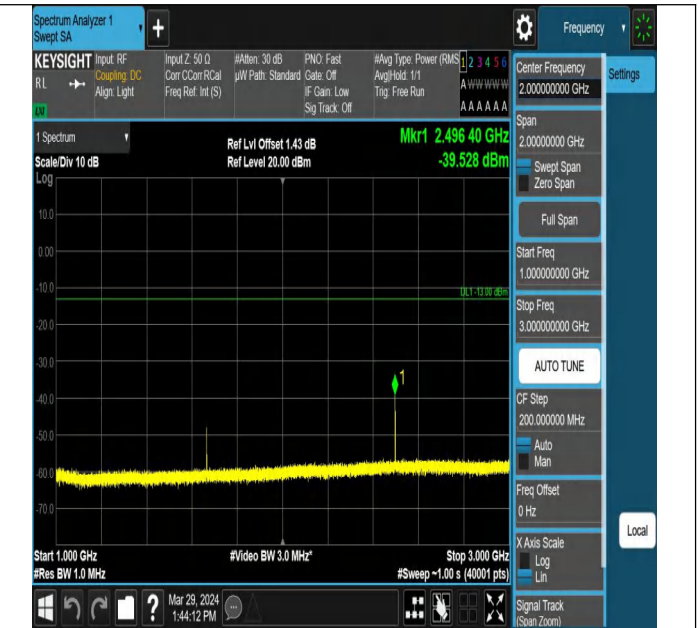 Spectrum Analyzer 1
Swept SA
+
Frequency
KEYSIGHT
RL
LXI
Input: RF
Coupling: DC
Align: Light
Input Z: 50 Ω
Corr CCorr RCal
Freq Ref: Int (S)
#Atten: 30 dB
µW Path: Standard
PNO: Fast
Gate: Off
IF Gain: Low
Sig Track: Off
#Avg Type: Power (RMS
Avg|Hold: 1/1
Trig: Free Run
1 2 3 4 5 6
A W W W W W
A A A A A A
Center Frequency
2.000000000 GHz
Settings
Span
2.00000000 GHz
Swept Span
Zero Span
Full Span
Start Freq
1.000000000 GHz
Stop Freq
3.000000000 GHz
AUTO TUNE
CF Step
200.000000 MHz
Auto
Man
Freq Offset
0 Hz
X Axis Scale
Log
Lin
Signal Track
(Span Zoom)
Local
1 Spectrum
Scale/Div 10 dB
Log
Ref Lvl Offset 1.43 dB
Ref Level 20.00 dBm
Mkr1 2.496 40 GHz
-39.528 dBm
10.0
0.00
-10.0
DL1 -13.00 dBm
-20.0
-30.0
1
-40.0
-50.0
-60.0
-70.0
Start 1.000 GHz
#Video BW 3.0 MHz*
Stop 3.000 GHz
#Res BW 1.0 MHz
#Sweep ~1.00 s (40001 pts)
?
Mar 29, 2024
1:44:12 PM